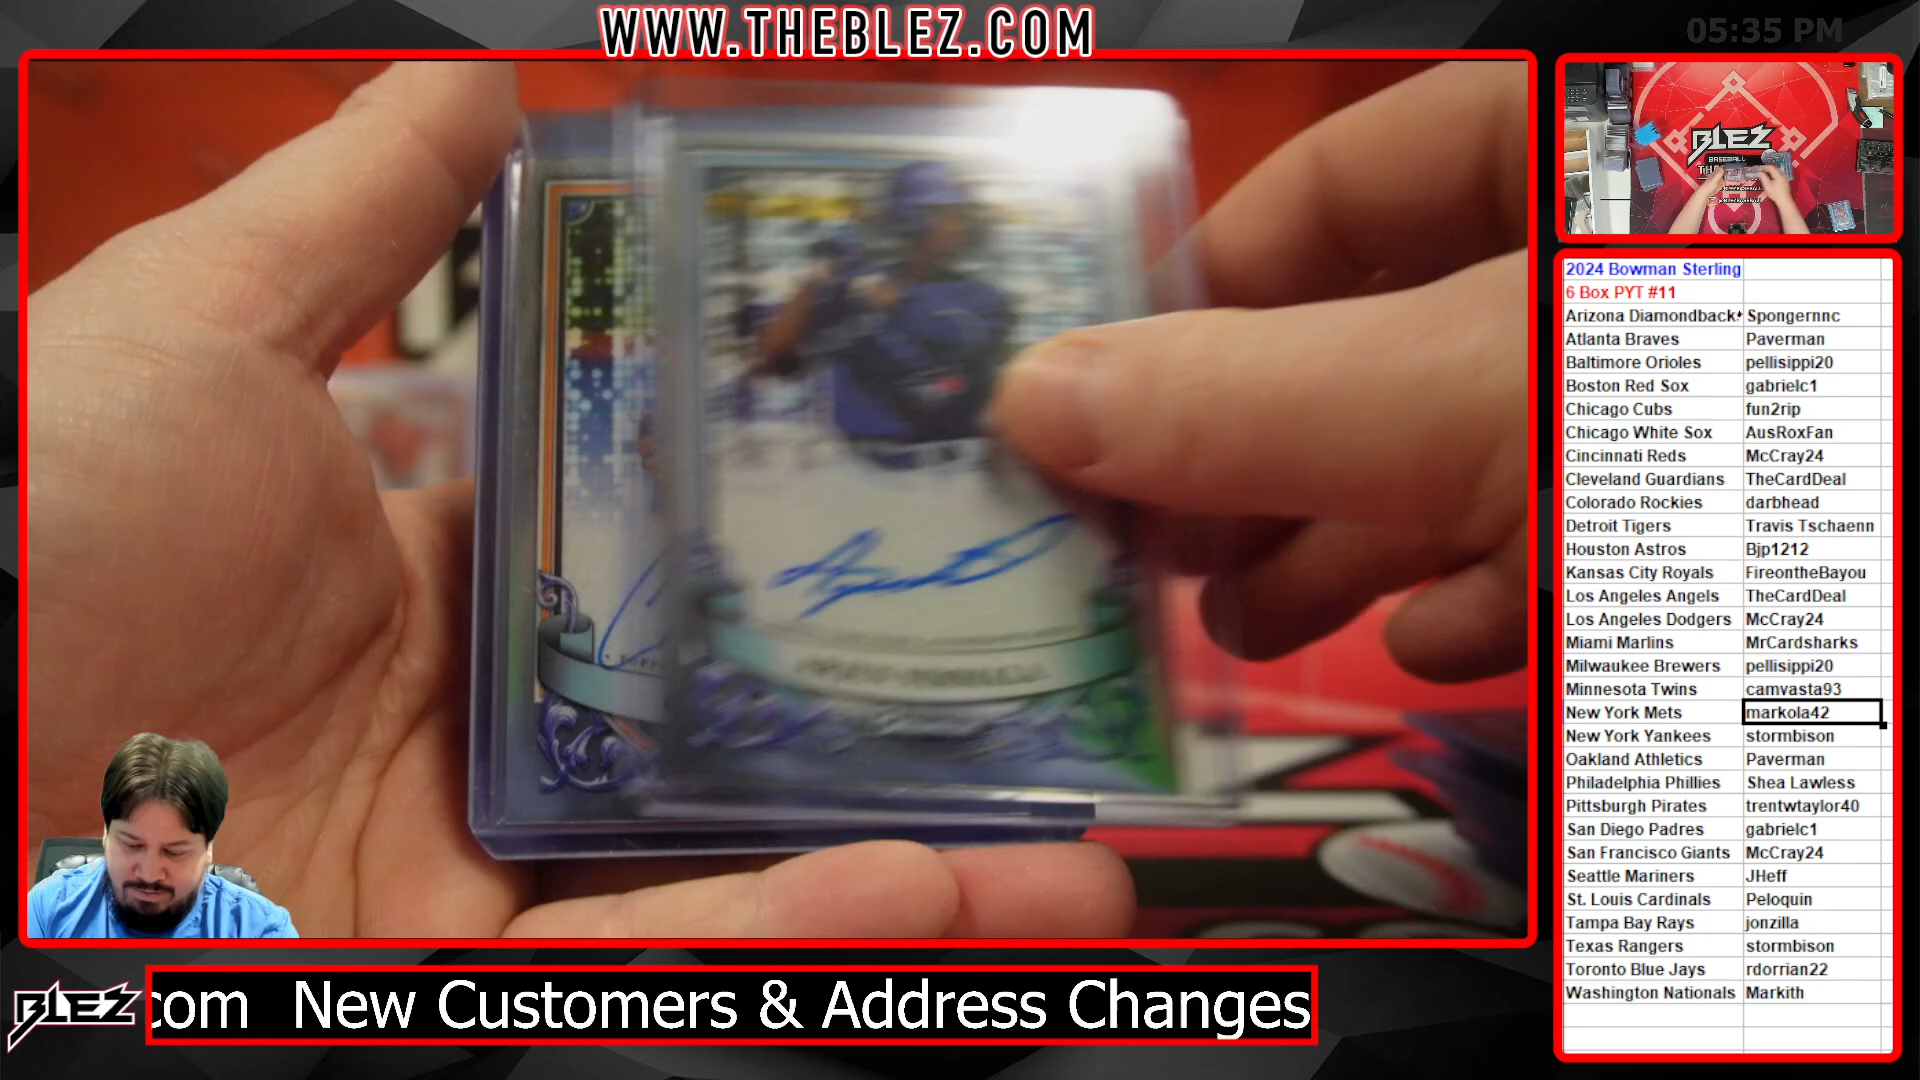 WWW.THEBLEZ.COM
05:35 PM
BLEZ
BASEBALL
2024 Bowman Sterling
6 Box PYT #11
Arizona Diamondback Spongernnc
Atlanta Braves Paverman
Baltimore Orioles pellisippi20
Boston Red Sox gabrielc1
Chicago Cubs fun2rip
Chicago White Sox AusRoxFan
Cincinnati Reds McCray24
Cleveland Guardians TheCardDeal
Colorado Rockies darbhead
Detroit Tigers Travis Tschaenn
Houston Astros Bjp1212
Kansas City Royals FireontheBayou
Los Angeles Angels TheCardDeal
Los Angeles Dodgers McCray24
Miami Marlins MrCardsharks
Milwaukee Brewers pellisippi20
Minnesota Twins camvasta93
New York Mets markola42
New York Yankees stormbison
Oakland Athletics Paverman
Philadelphia Phillies Shea Lawless
Pittsburgh Pirates trentwtaylor40
San Diego Padres gabrielc1
San Francisco Giants McCray24
Seattle Mariners JHeff
St. Louis Cardinals Peloquin
Tampa Bay Rays jonzilla
Texas Rangers stormbison
Toronto Blue Jays rdorrian22
Washington Nationals Markith
BLEZ
com New Customers & Address Changes